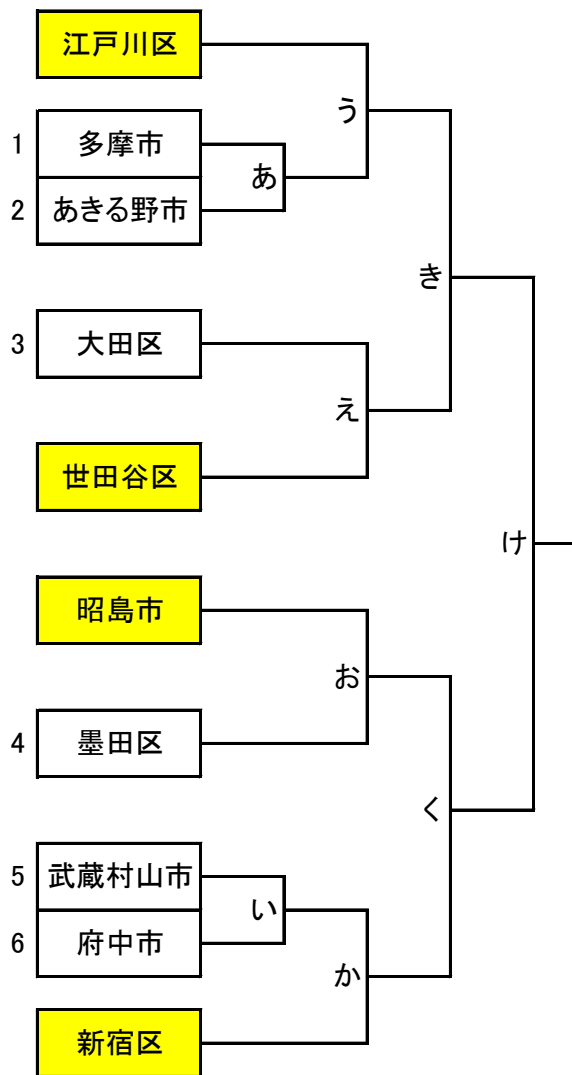 江戸川区
う
1 多摩市
あ
2 あきる野市
き
3 大田区
え
世田谷区
け
昭島市
お
4 墨田区
く
5 武蔵村山市
い
6 府中市
か
新宿区